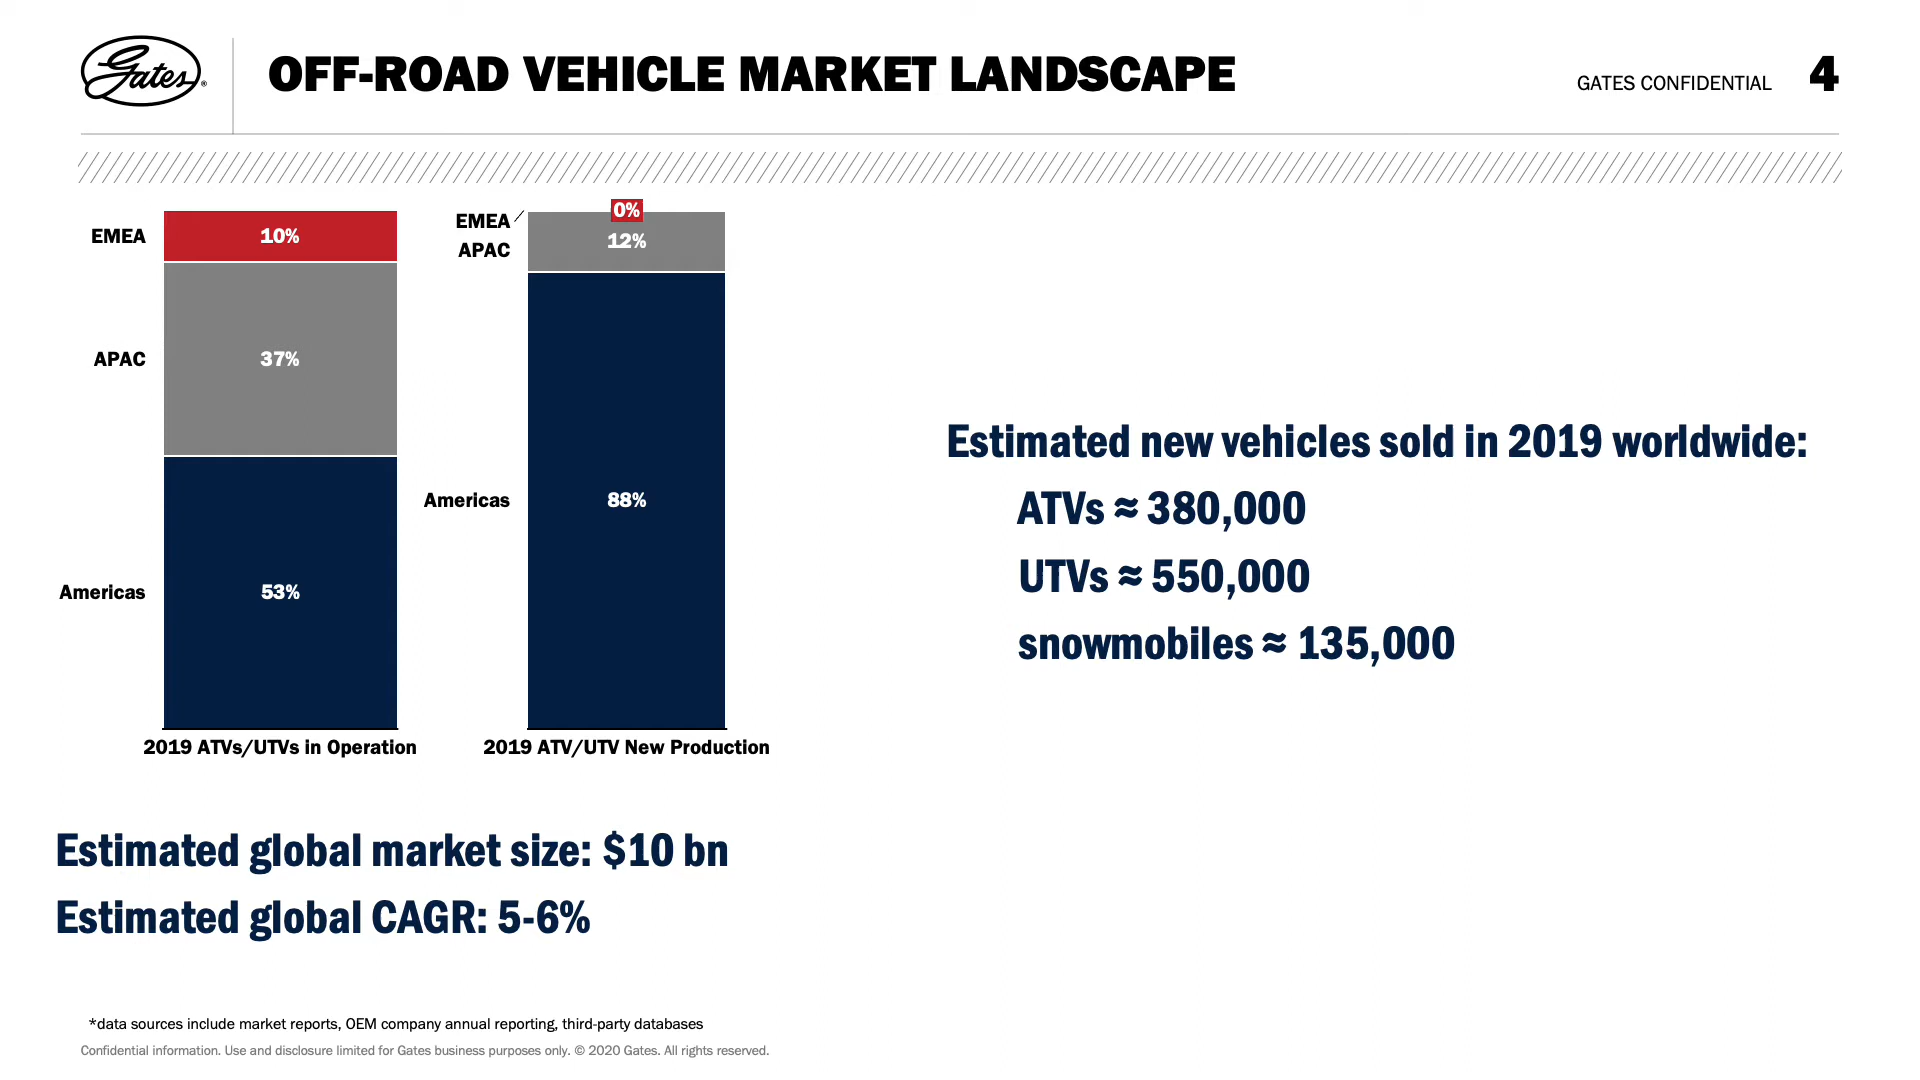 Gates®
OFF-ROAD VEHICLE MARKET LANDSCAPE
GATES CONFIDENTIAL
4
EMEA
10%
APAC
37%
Americas
53%
2019 ATVs/UTVs in Operation
EMEA
0%
APAC
12%
Americas
88%
2019 ATV/UTV New Production
Estimated new vehicles sold in 2019 worldwide:
ATVs ≈ 380,000
UTVs ≈ 550,000
snowmobiles ≈ 135,000
Estimated global market size: $10 bn
Estimated global CAGR: 5-6%
*data sources include market reports, OEM company annual reporting, third-party databases
Confidential information. Use and disclosure limited for Gates business purposes only. © 2020 Gates. All rights reserved.